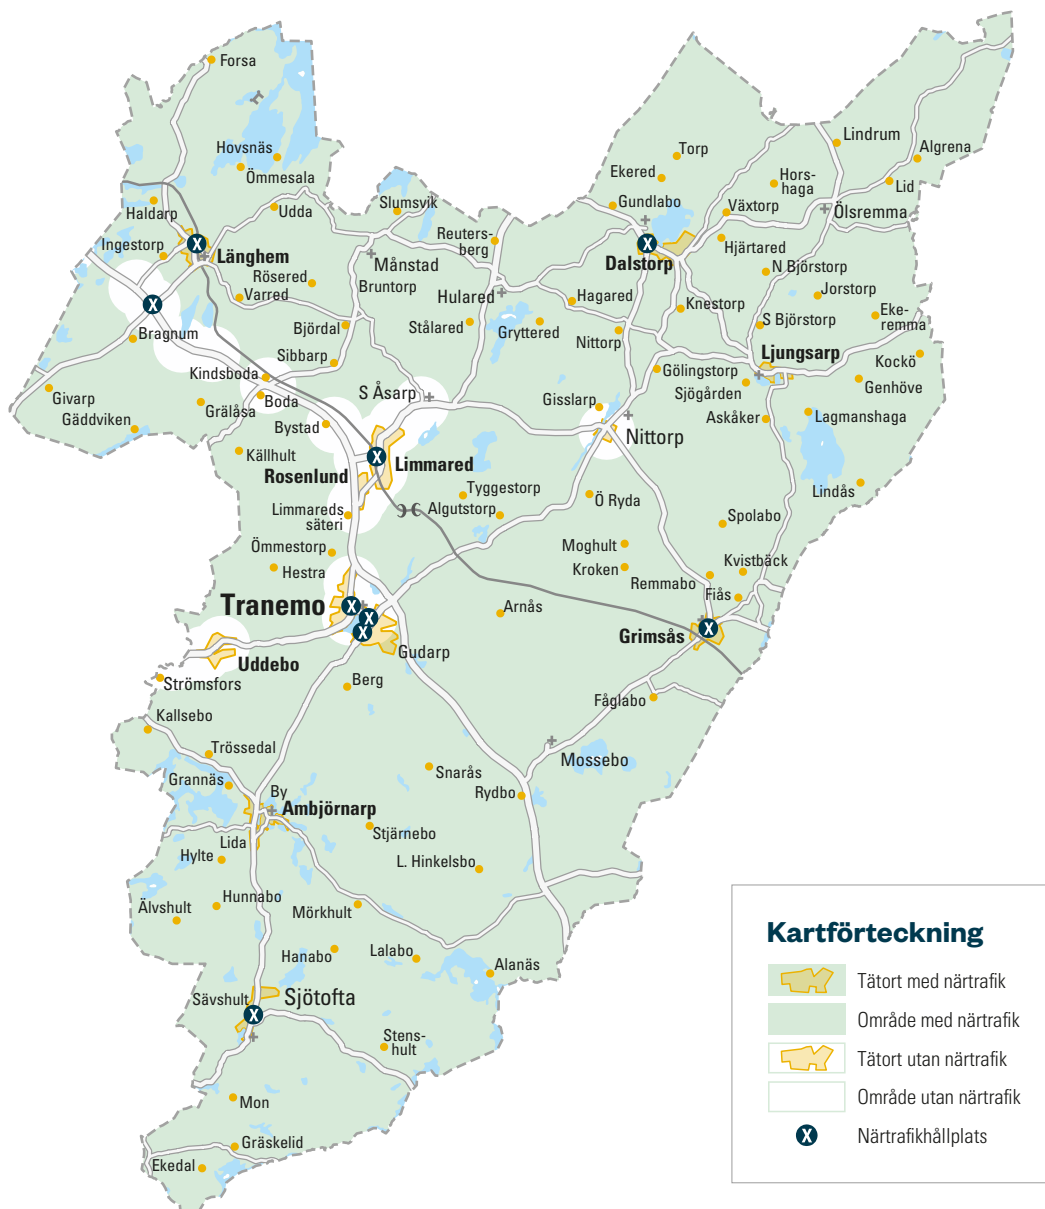 Forsa
Lindrum
Torp
Algrena
Hovsnäs
Ekered
Hors-
haga
Ömmesala
Lid
Haldarp
Udda
Slumsvik
Gundlabo
Växtorp
Ölsremma
Reuters-
berg
Ingestorp
Länghem
Månstad
Dalstorp
Hjärtared
N Björstorp
Rösered
Bruntorp
Varred
Hulared
Hagared
Knestorp
Jorstorp
Eke-
remma
Bragnum
Björdal
Stålared
Gryttered
Nittorp
S Björstorp
Sibbarp
Ljungsarp
Kockö
Kindsboda
Gölingstorp
Genhöve
Givarp
Boda
S Åsarp
Sjögården
Gäddviken
Grälåsa
Gisslarp
Askåker
Lagmanshaga
Bystad
Nittorp
Källhult
Rosenlund
Limmared
Tyggestorp
Ö Ryda
Lindås
Limmareds
säteri
Algutstorp
Spolabo
Ömmestorp
Moghult
Kvistbäck
Hestra
Kroken
Remmabo
Fiås
Tranemo
Arnås
Grimsås
Gudarp
Uddebo
Strömsfors
Berg
Fåglabo
Kallsebo
Trössedal
Mossebo
Grannäs
Snarås
Rydbo
By
Ambjörnarp
Stjärnebo
Lida
Hylte
L. Hinkelsbo
Hunnabo
Älvshult
Mörkhult
Hanabo
Lalabo
Alanäs
Sävshult
Sjötofta
Stens-
hult
Mon
Gräskelid
Ekedal
Kartförteckning
Tätort med närtrafik
Område med närtrafik
Tätort utan närtrafik
Område utan närtrafik
X Närtrafikhållplats